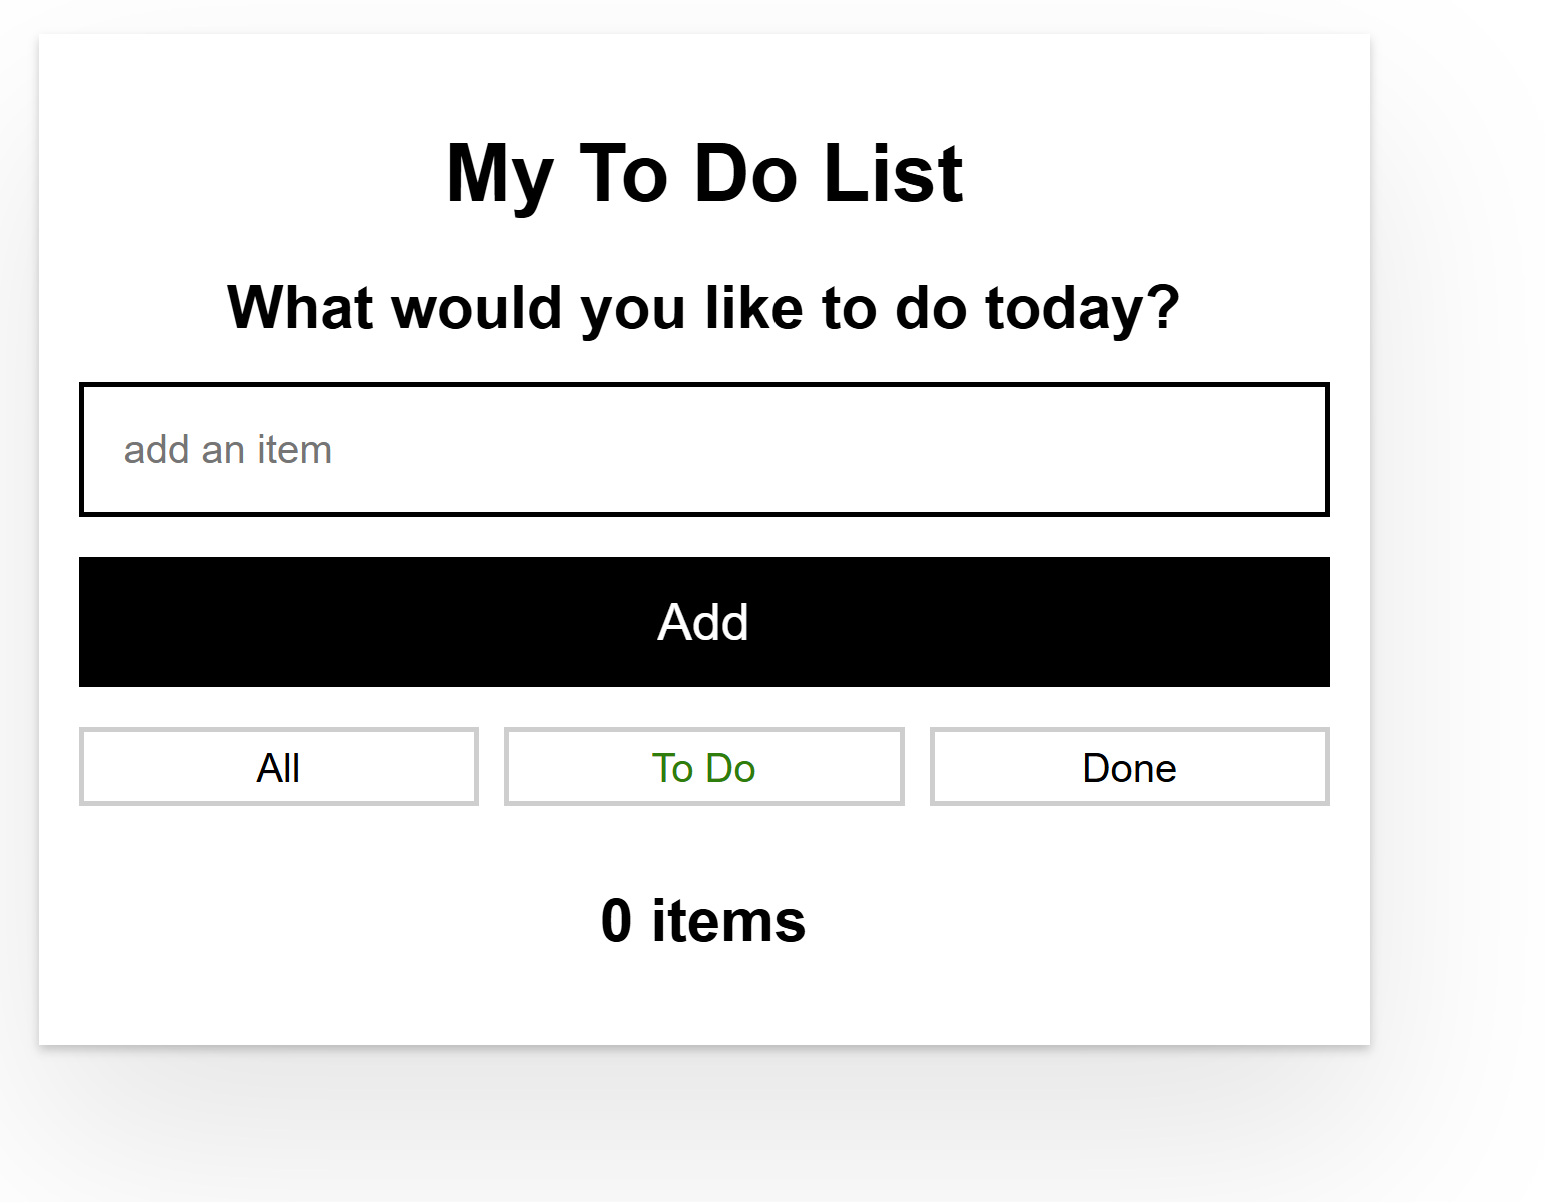 My To Do List
What would you like to do today?
add an item
Add
All To Do Done
0 items